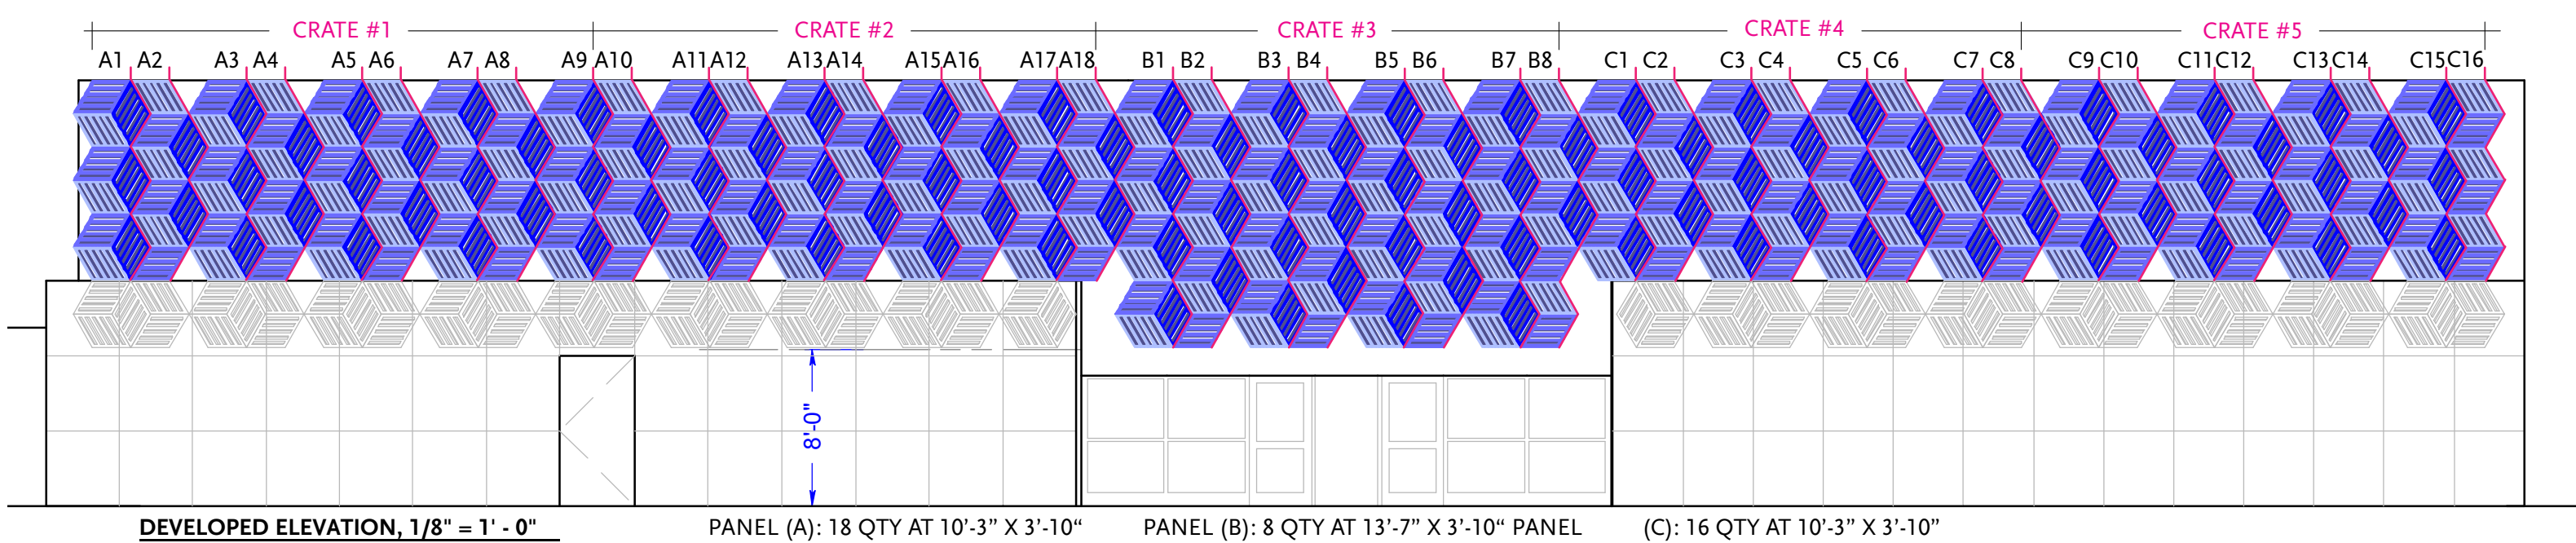 CRATE #1 CRATE #2 CRATE #3 CRATE #4 CRATE #5
A1 A2 A3 A4 A5 A6 A7 A8 A9 A10 A11 A12 A13 A14 A15 A16 A17 A18 B1 B2 B3 B4 B5 B6 B7 B8 C1 C2 C3 C4 C5 C6 C7 C8 C9 C10 C11 C12 C13 C14 C15 C16
8'-0"
DEVELOPED ELEVATION, 1/8" = 1' - 0" PANEL (A): 18 QTY AT 10’-3” X 3’-10“ PANEL (B): 8 QTY AT 13’-7” X 3’-10“ PANEL (C): 16 QTY AT 10’-3” X 3’-10”